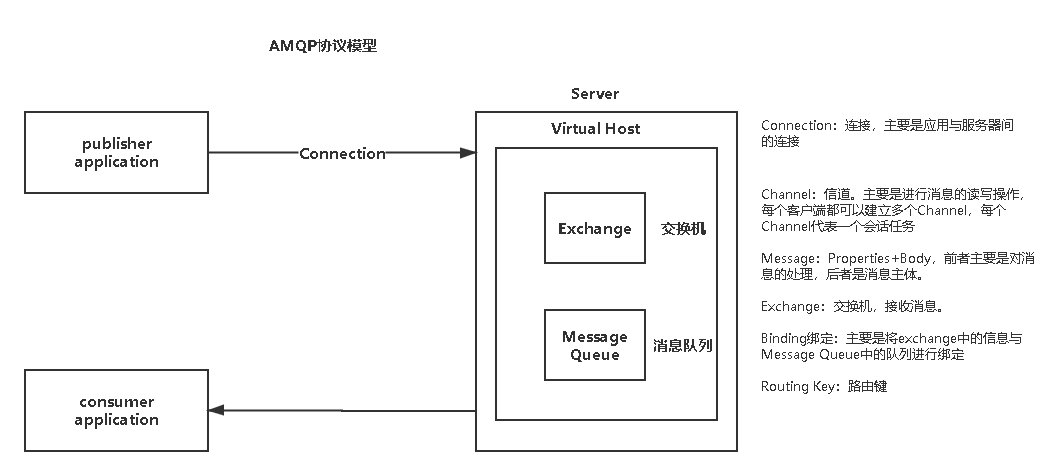 AMQP协议模型
Server
publisher
application
Connection
Virtual Host
Exchange
交换机
Message
Queue
消息队列
consumer
application
Connection：连接，主要是应用与服务器间
的连接
Channel：信道。主要是进行消息的读写操作，
每个客户端都可以建立多个Channel，每个
Channel代表一个会话任务
Message：Properties+Body，前者主要是对消
息的处理，后者是消息主体。
Exchange：交换机，接收消息。
Binding绑定：主要是将exchange中的信息与
Message Queue中的队列进行绑定
Routing Key：路由键